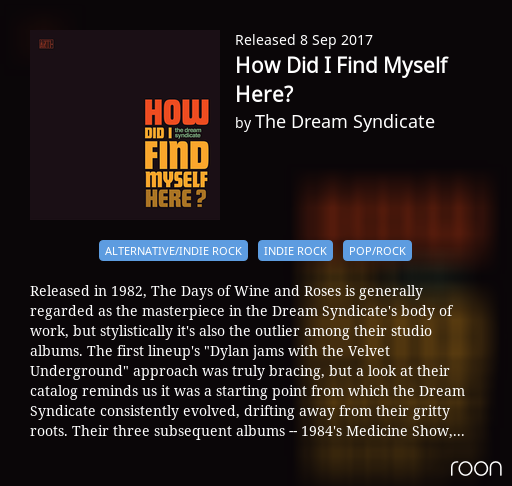 Released 8 Sep 2017
How Did I Find Myself
Here?
by The Dream Syndicate
HOW
DID I the dream
syndicate
FIND
MYSELF
HERE?
ALTERNATIVE/INDIE ROCK INDIE ROCK POP/ROCK
Released in 1982, The Days of Wine and Roses is generally
regarded as the masterpiece in the Dream Syndicate's body of
work, but stylistically it's also the outlier among their studio
albums. The first lineup's "Dylan jams with the Velvet
Underground" approach was truly bracing, but a look at their
catalog reminds us it was a starting point from which the Dream
Syndicate consistently evolved, drifting away from their gritty
roots. Their three subsequent albums -- 1984's Medicine Show,...
roon